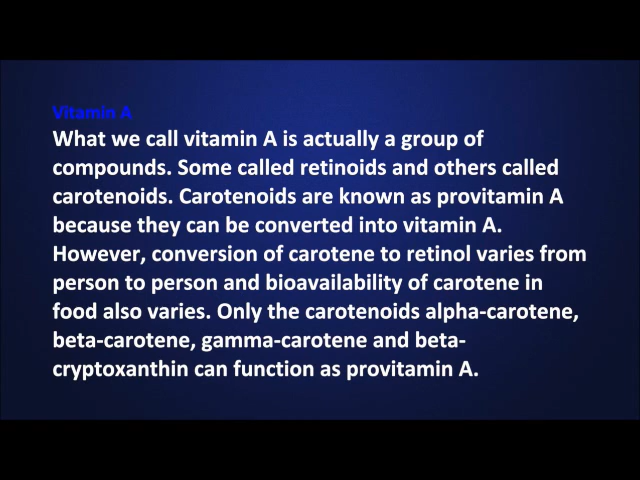 Vitamin A
What we call vitamin A is actually a group of
compounds. Some called retinoids and others called
carotenoids. Carotenoids are known as provitamin A
because they can be converted into vitamin A.
However, conversion of carotene to retinol varies from
person to person and bioavailability of carotene in
food also varies. Only the carotenoids alpha-carotene,
beta-carotene, gamma-carotene and beta-
cryptoxanthin can function as provitamin A.